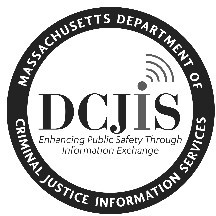 MASSACHUSETTS DEPARTMENT OF
DCJIS
Enhancing Public Safety Through
Information Exchange
CRIMINAL JUSTICE INFORMATION SERVICES